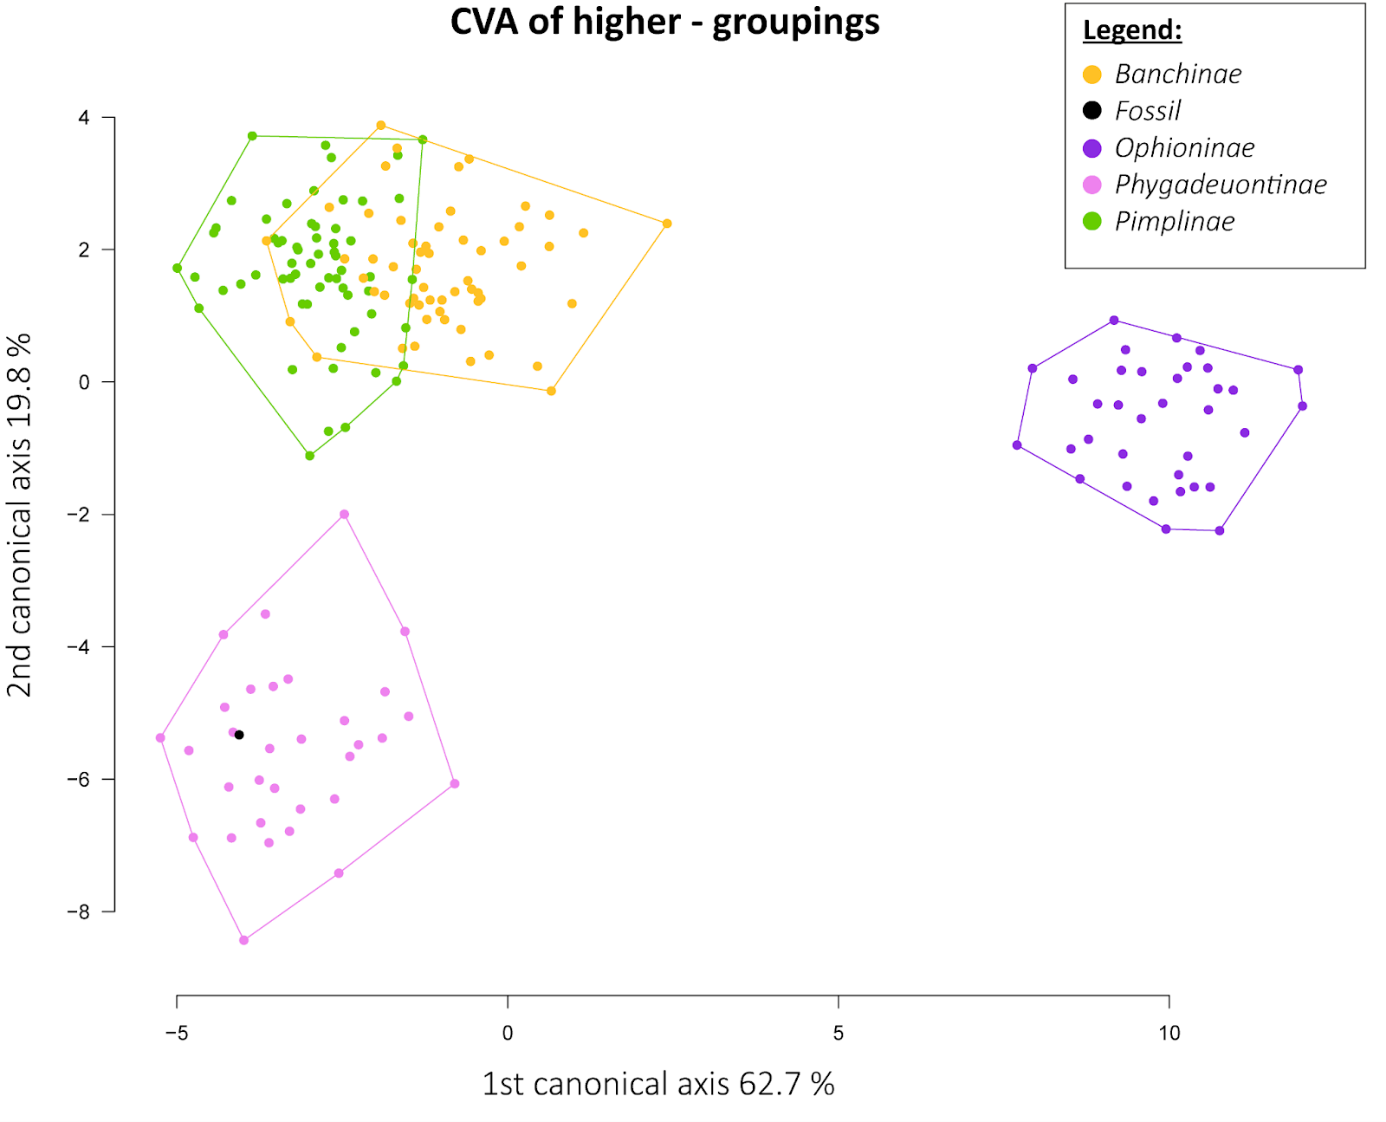 CVA of higher - groupings
Legend:
Banchinae
Fossil
Ophioninae
Phygadeuontinae
Pimplinae
2nd canonical axis 19.8 %
4
2
0
−2
−4
−6
−8
−5
0
5
10
1st canonical axis 62.7 %